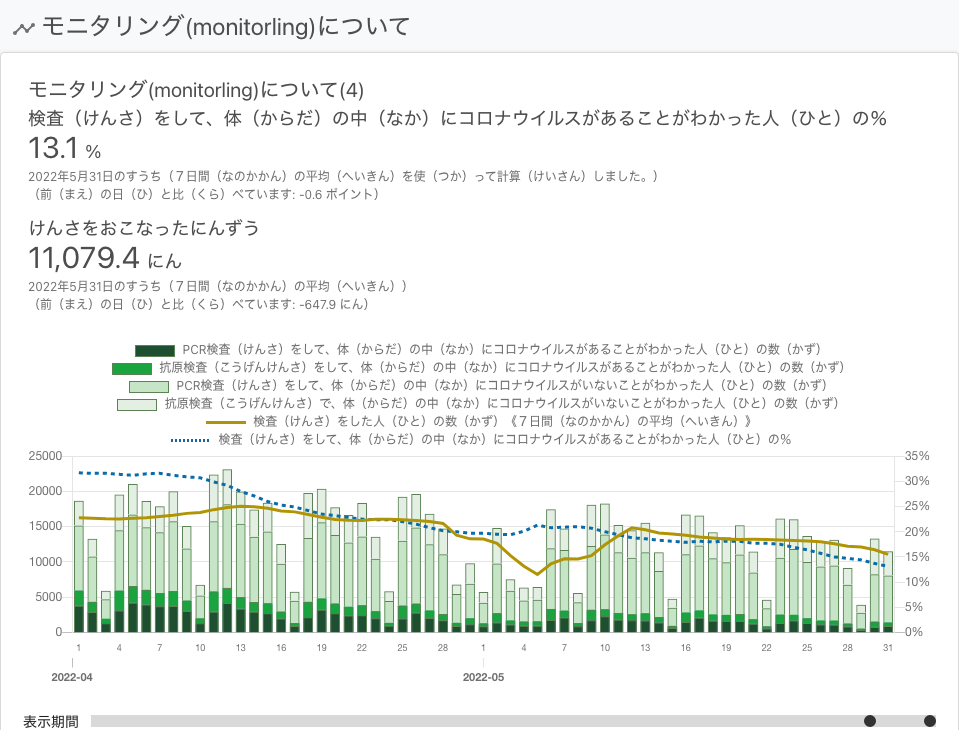 モニタリング(monitorling)について
モニタリング(monitorling)について(4)
検査（けんさ）をして、体（からだ）の中（なか）にコロナウイルスがあることがわかった人（ひと）の%
13.1 %
2022年5月31日のすうち（７日間（なのかかん）の平均（へいきん）を使（つか）って計算（けいさん）しました。）
（前（まえ）の日（ひ）と比（くら）べています: -0.6 ポイント）
けんさをおこなったにんずう
11,079.4 にん
2022年5月31日のすうち（７日間（なのかかん）の平均（へいきん））
（前（まえ）の日（ひ）と比（くら）べています: -647.9 にん）
PCR検査（けんさ）をして、体（からだ）の中（なか）にコロナウイルスがあることがわかった人（ひと）の数（かず）
抗原検査（こうげんけんさ）をして、体（からだ）の中（なか）にコロナウイルスがあることがわかった人（ひと）の数（かず）
PCR検査（けんさ）をして、体（からだ）の中（なか）にコロナウイルスがいないことがわかった人（ひと）の数（かず）
抗原検査（こうげんけんさ）で、体（からだ）の中（なか）にコロナウイルスがいないことがわかった人（ひと）の数（かず）
検査（けんさ）をした人（ひと）の数（かず）《７日間（なのかかん）の平均（へいきん）》
検査（けんさ）をして、体（からだ）の中（なか）にコロナウイルスがあることがわかった人（ひと）の%
25000 35%
30%
20000
25%
15000 20%
15%
10000
10%
5000 5%
0 0%
1 4 7 10 13 16 19 22 25 28 1 4 7 10 13 16 19 22 25 28 31
2022-04 2022-05
表示期間